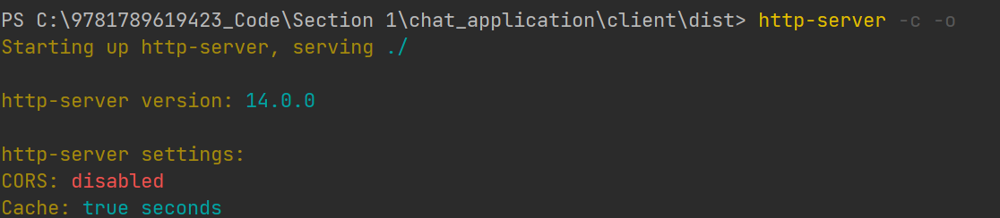 PS C:\9781789619423_Code\Section 1\chat_application\client\dist> http-server -c -o
Starting up http-server, serving ./
http-server version: 14.0.0
http-server settings:
CORS: disabled
Cache: true seconds